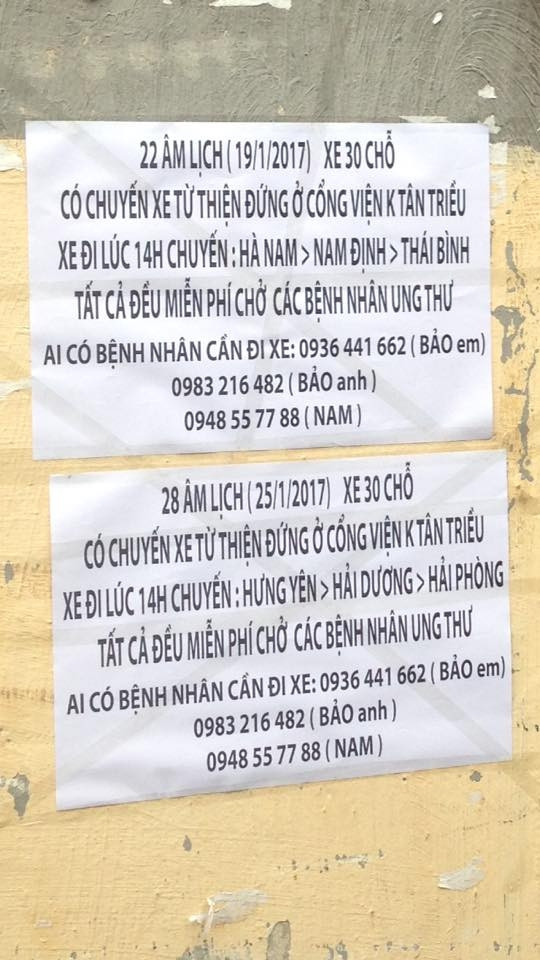 22 ÂM LỊCH ( 19/1/2017) XE 30 CHỖ
CÓ CHUYẾN XE TỪ THIỆN ĐỨNG Ở CỔNG VIỆN K TÂN TRIỀU
XE ĐI LÚC 14H CHUYẾN : HÀ NAM > NAM ĐỊNH > THÁI BÌNH
TẤT CẢ ĐỀU MIỄN PHÍ CHỞ CÁC BỆNH NHÂN UNG THƯ
AI CÓ BỆNH NHÂN CẦN ĐI XE: 0936 441 662 ( BẢO em)
0983 216 482 ( BẢO anh )
0948 55 77 88 ( NAM )
28 ÂM LỊCH ( 25/1/2017) XE 30 CHỖ
CÓ CHUYẾN XE TỪ THIỆN ĐỨNG Ở CỔNG VIỆN K TÂN TRIỀU
XE ĐI LÚC 14H CHUYẾN : HƯNG YÊN > HẢI DƯƠNG > HẢI PHÒNG
TẤT CẢ ĐỀU MIỄN PHÍ CHỞ CÁC BỆNH NHÂN UNG THƯ
AI CÓ BỆNH NHÂN CẦN ĐI XE: 0936 441 662 ( BẢO em)
0983 216 482 ( BẢO anh )
0948 55 77 88 ( NAM )